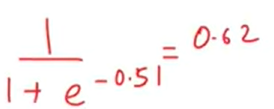 1
1 + e^-0.51 = 0.62